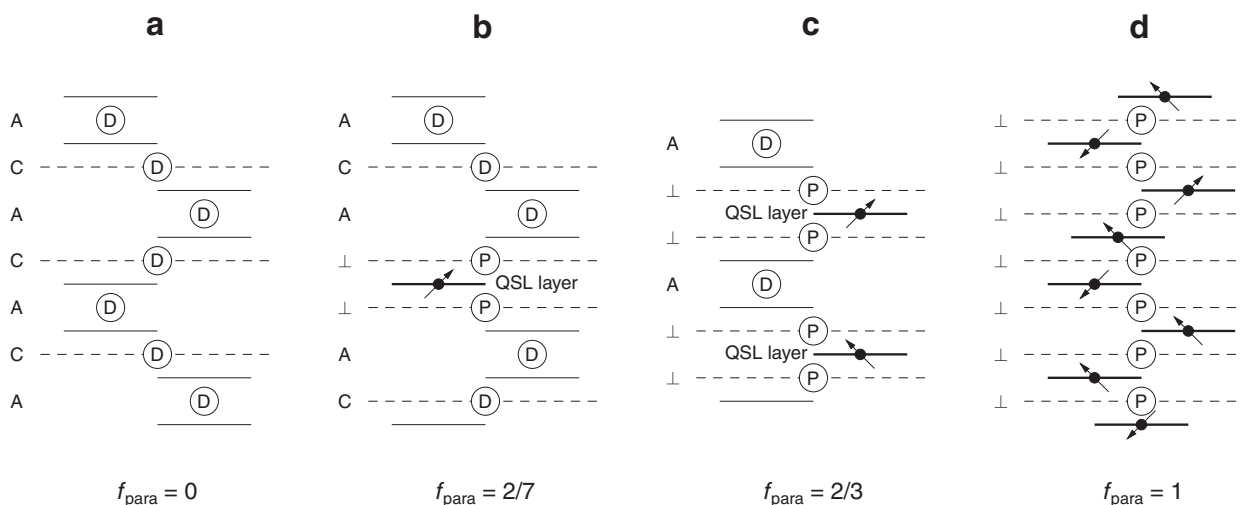 a
A
D
C
D
A
D
C
D
A
D
C
D
A
D
f_para = 0
b
A
D
C
D
A
D
⊥
P
QSL layer
⊥
P
A
D
C
D
f_para = 2/7
c
A
D
⊥
P
QSL layer
⊥
P
A
D
⊥
P
QSL layer
⊥
P
f_para = 2/3
d
⊥
P
⊥
P
⊥
P
⊥
P
⊥
P
⊥
P
⊥
P
f_para = 1